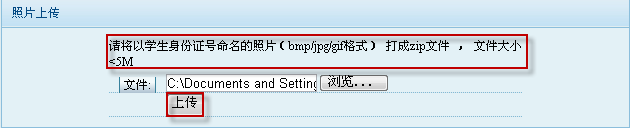 照片上传
请将以学生身份证号命名的照片(bmp/jpg/gif格式) 打成zip文件 ，文件大小
<5M
文件: C:\Documents and Setting 浏览...
上传